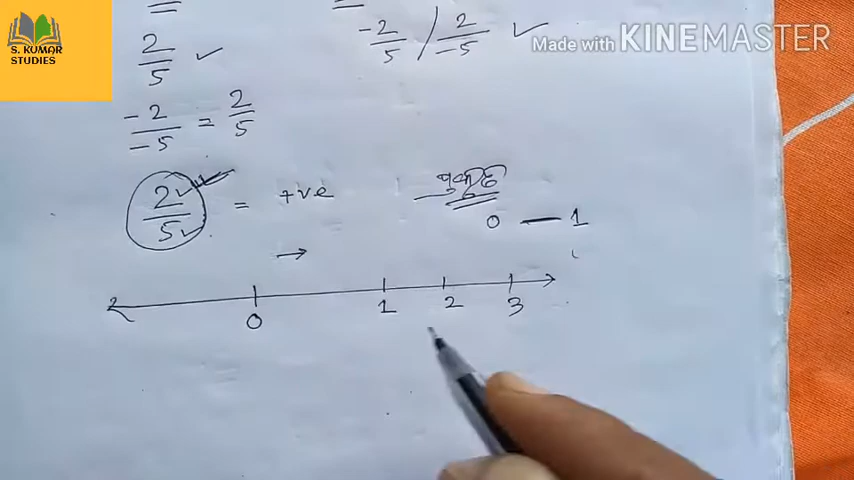 S. KUMAR
STUDIES
Made with KINEMASTER
2/5 ✓
-2/5 / 2/-5 ✓
-2/-5 = 2/5
2/5 = +ve
0 — 1
→
0 1 2 3